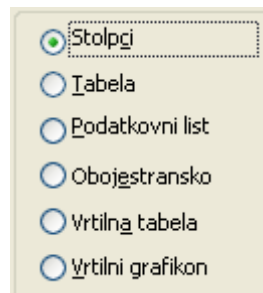 Stolpci
Tabela
Podatkovni list
Obojestransko
Vrtilna tabela
Vrtilni grafikon